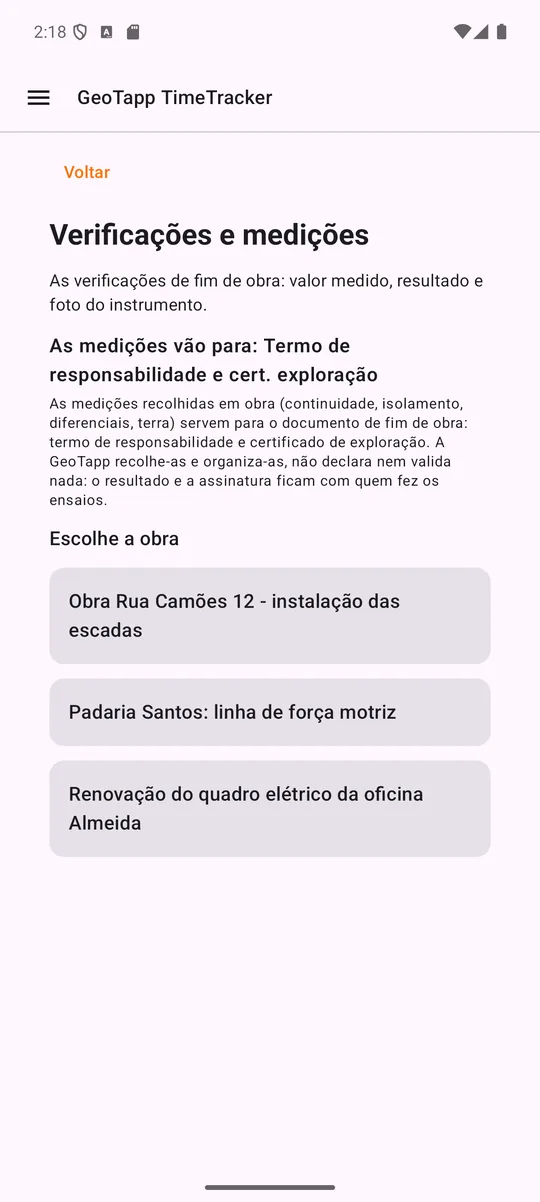 2:18
GeoTapp TimeTracker
Voltar
Verificações e medições
As verificações de fim de obra: valor medido, resultado e
foto do instrumento.
As medições vão para: Termo de
responsabilidade e cert. exploração
As medições recolhidas em obra (continuidade, isolamento,
diferenciais, terra) servem para o documento de fim de obra:
termo de responsabilidade e certificado de exploração. A
GeoTapp recolhe-as e organiza-as, não declara nem valida
nada: o resultado e a assinatura ficam com quem fez os
ensaios.
Escolhe a obra
Obra Rua Camões 12 - instalação das
escadas
Padaria Santos: linha de força motriz
Renovação do quadro elétrico da oficina
Almeida